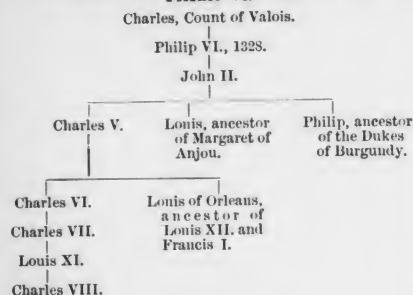 Charles, Count of Valois.
Philip VI., 1328.
John II.
Charles V.
Louis, ancestor
of Margaret of
Anjou.
Philip, ancestor
of the Dukes
of Burgundy.
Charles VI.
Louis of Orleans,
ancestor of
Louis XII. and
Francis I.
Charles VII.
Louis XI.
Charles VIII.